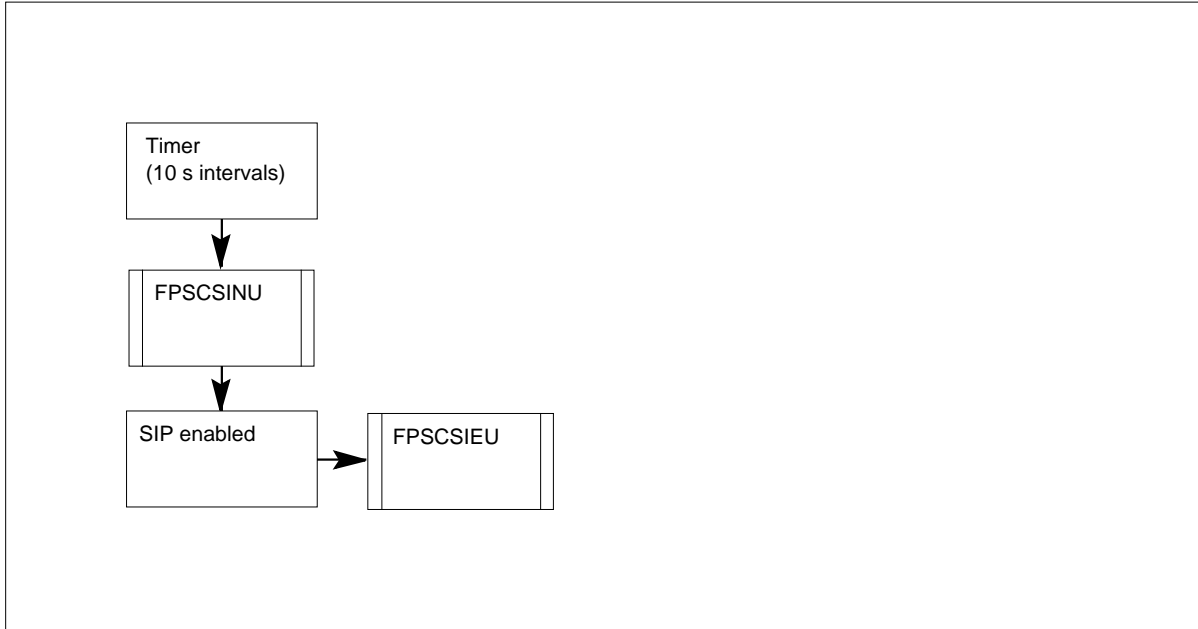 Timer
(10 s intervals)
FPSCSINU
SIP enabled
FPSCSIEU